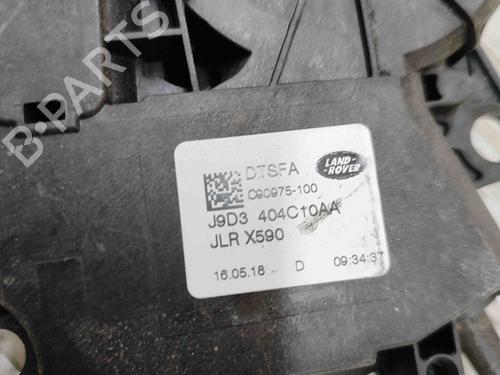 B-PARTS
DTSFA
LAND-
ROVER
C90975-100
J9D3 404C10AA
JLR X590
16.05.18 D 09:34:37